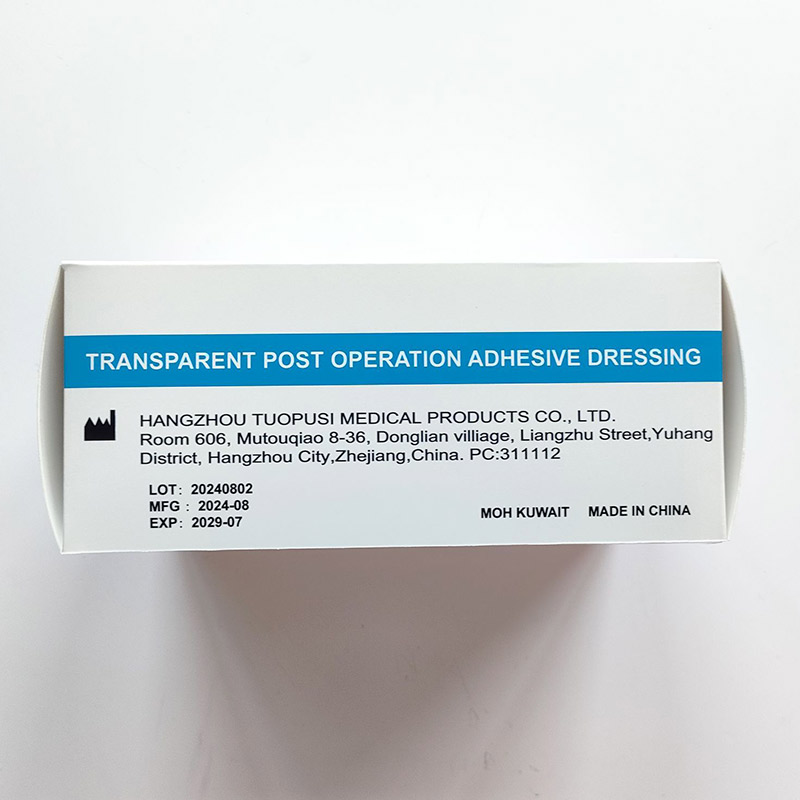 TRANSPARENT POST OPERATION ADHESIVE DRESSING
HANGZHOU TUOPUSI MEDICAL PRODUCTS CO., LTD.
Room 606, Mutouqiao 8-36, Donglian villiage, Liangzhu Street,Yuhang
District, Hangzhou City,Zhejiang,China. PC:311112
LOT: 20240802
MFG : 2024-08
EXP: 2029-07
MOH KUWAIT MADE IN CHINA